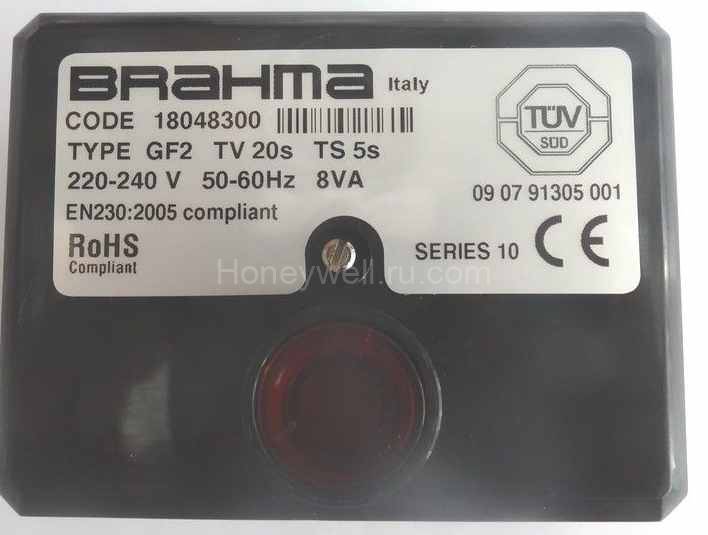 BRAHMA Italy
CODE 18048300
TYPE GF2 TV 20s TS 5s
220-240 V 50-60Hz 8VA
EN230:2005 compliant
RoHS
Compliant
TÜV
SÜD
09 07 91305 001
SERIES 10 CE
Honeywell.ru.com